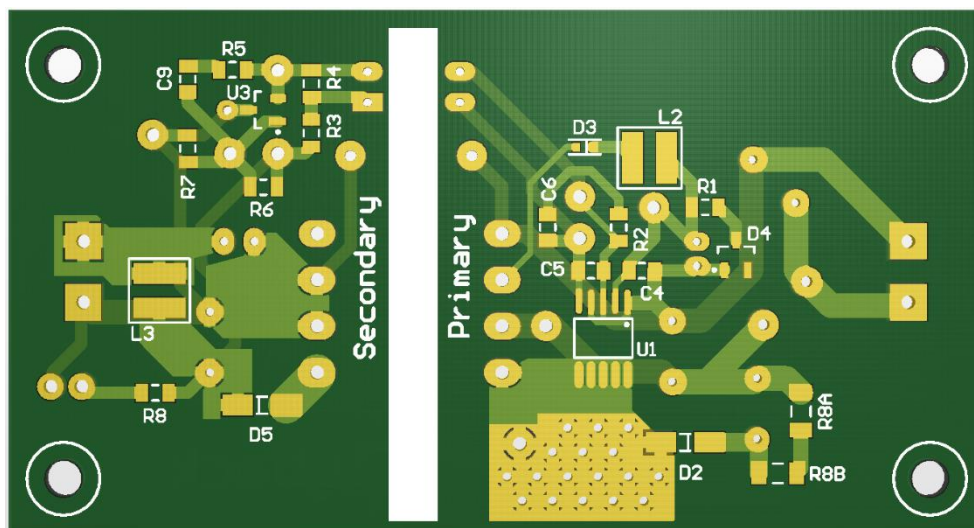 R5
C9
U3
R4
R3
R7
R6
L3
R8
D5
Secondary
Primary
D3
L2
C6
R1
R2
D4
C5
C4
U1
R8A
D2
R8B